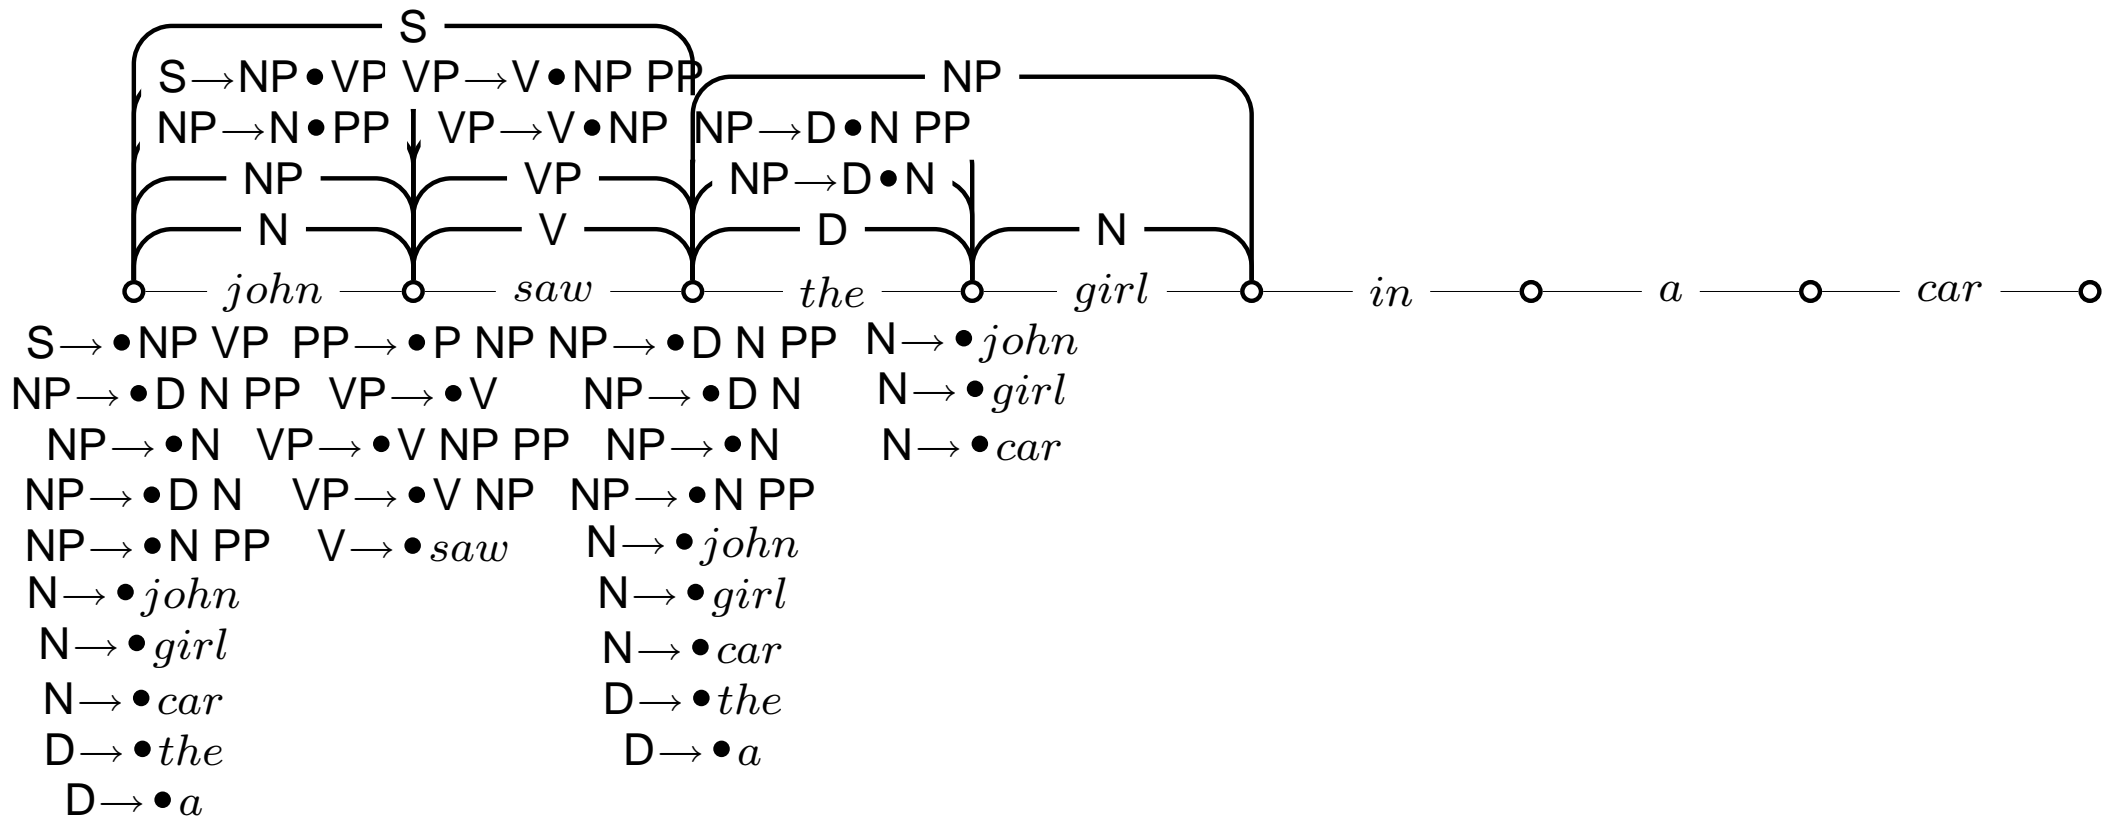 S
S→NP•VP VP→V•NP PP NP
NP→N•PP VP→V•NP NP→D•N PP
NP VP NP→D•N
N V D N
john saw the girl in a car
S→•NP VP PP→•P NP NP→•D N PP N→•john
NP→•D N PP VP→•V NP→•D N N→•girl
NP→•N VP→•V NP PP NP→•N N→•car
NP→•D N VP→•V NP NP→•N PP
NP→•N PP V→•saw N→•john
N→•john N→•girl
N→•girl N→•car
N→•car D→•the
D→•the D→•a
D→•a